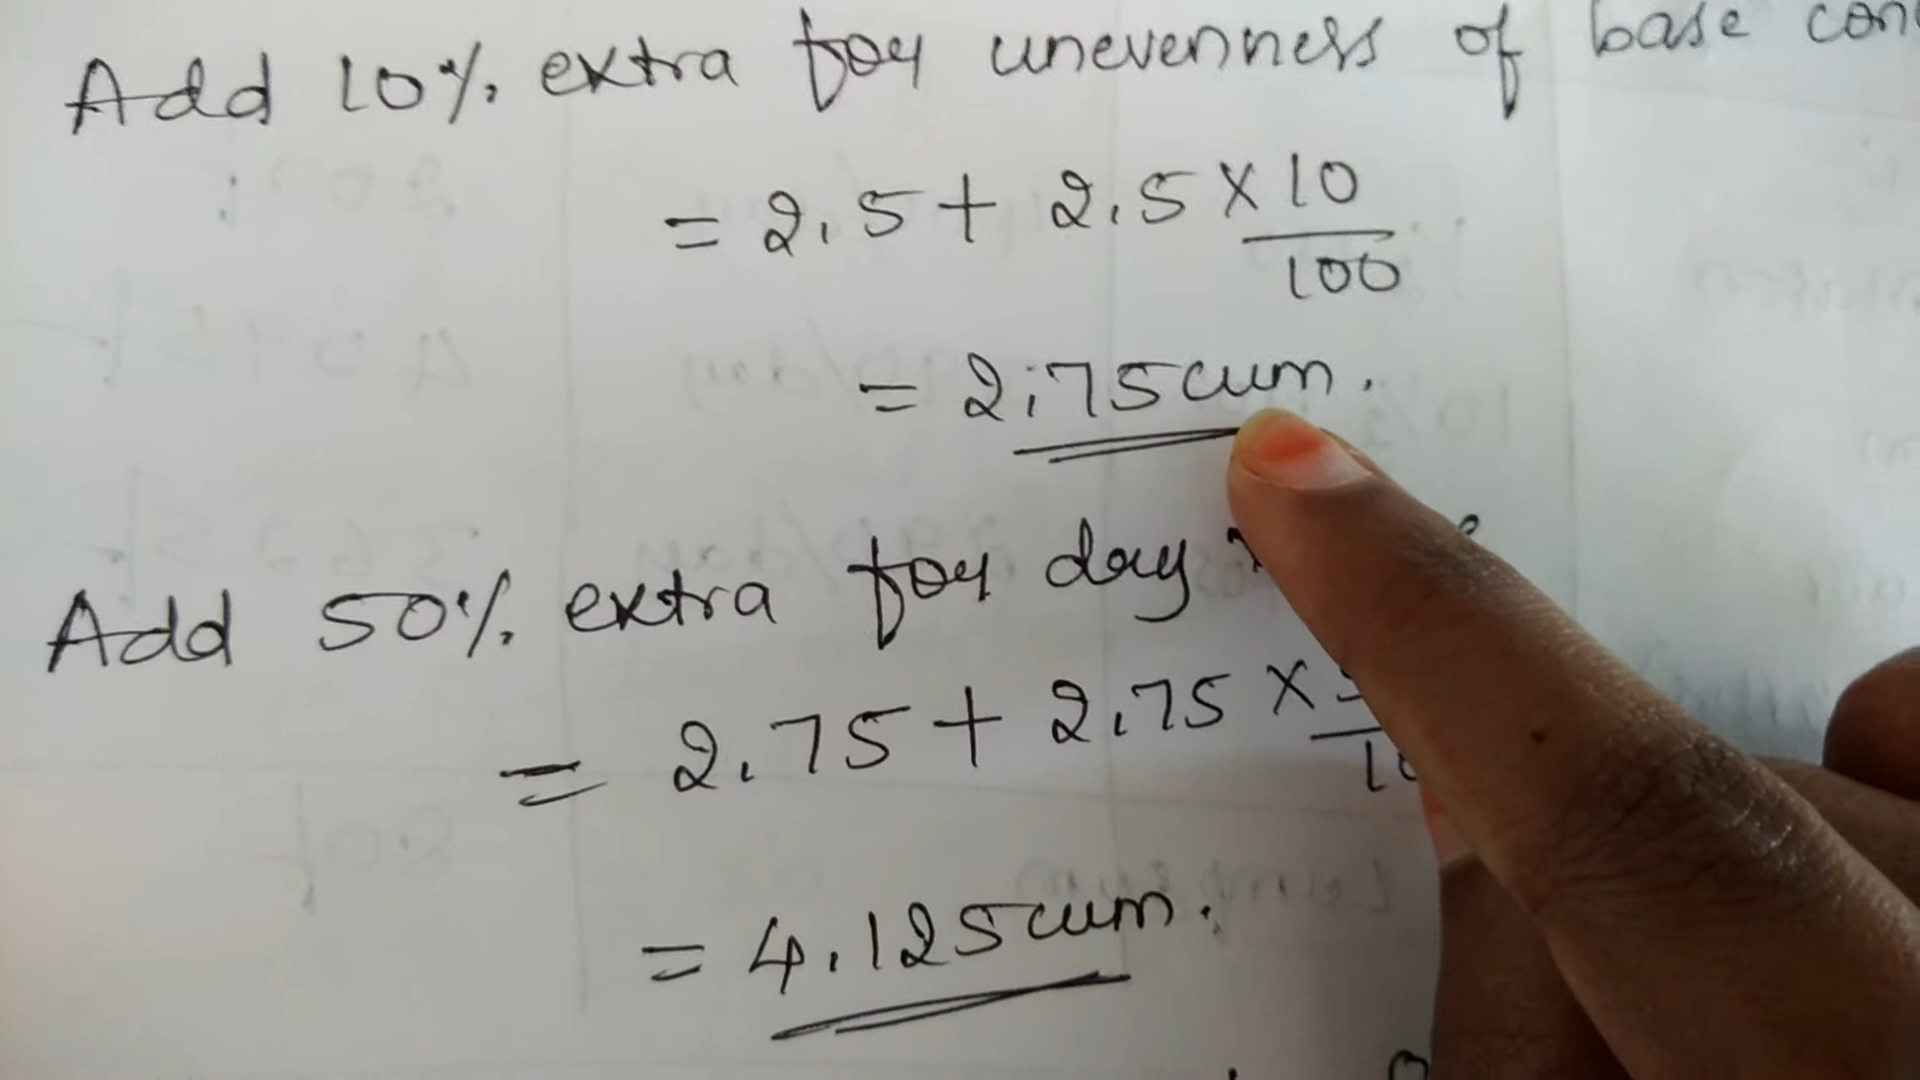 Add 10% extra for unevenness of base
= 2.5 + 2.5 × 10/100
= 2.75 cum.
Add 50% extra for dry
= 2.75 + 2.75 ×
= 4.125 cum.